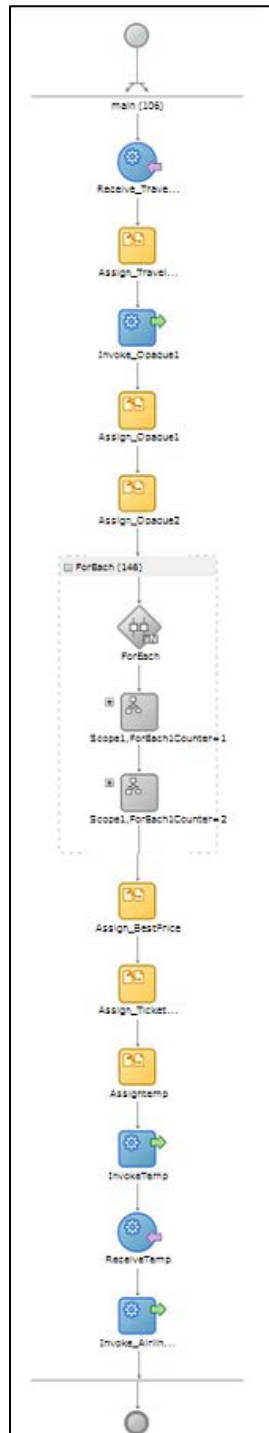 main (106)
Receive_Trave...
Assign_Travel...
Invoke_Opaque1
Assign_Opaque1
Assign_Opaque2
ForEach (146)
ForEach
Scope1,ForEach1Counter=1
Scope1,ForEach1Counter=2
Assign_BestPrice
Assign_Ticket...
Assigntemp
InvokeTemp
ReceiveTemp
Invoke_Airlin...